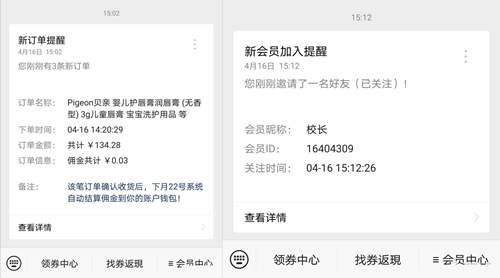 15:02
新订单提醒
4月16日 15:02
您刚刚有3条新订单
订单名称: Pigeon贝亲 婴儿护唇膏润唇膏 (无香
型) 3g儿童唇膏 宝宝洗护用品 等
下单时间: 04-16 14:20:29
订单金额: 共计 ￥134.28
订单信息: 佣金共计 ￥0.03
备注: 该笔订单确认收货后，下月22号系统
自动结算佣金到你的账户钱包！
查看详情
领券中心
找券返现
≡ 会员中心
15:12
新会员加入提醒
4月16日 15:12
您刚刚邀请了一名好友（已关注）!
会员昵称: 校长
会员ID: 16404309
关注时间: 04-16 15:12:26
查看详情
领券中心
找券返現
≡ 会员中心